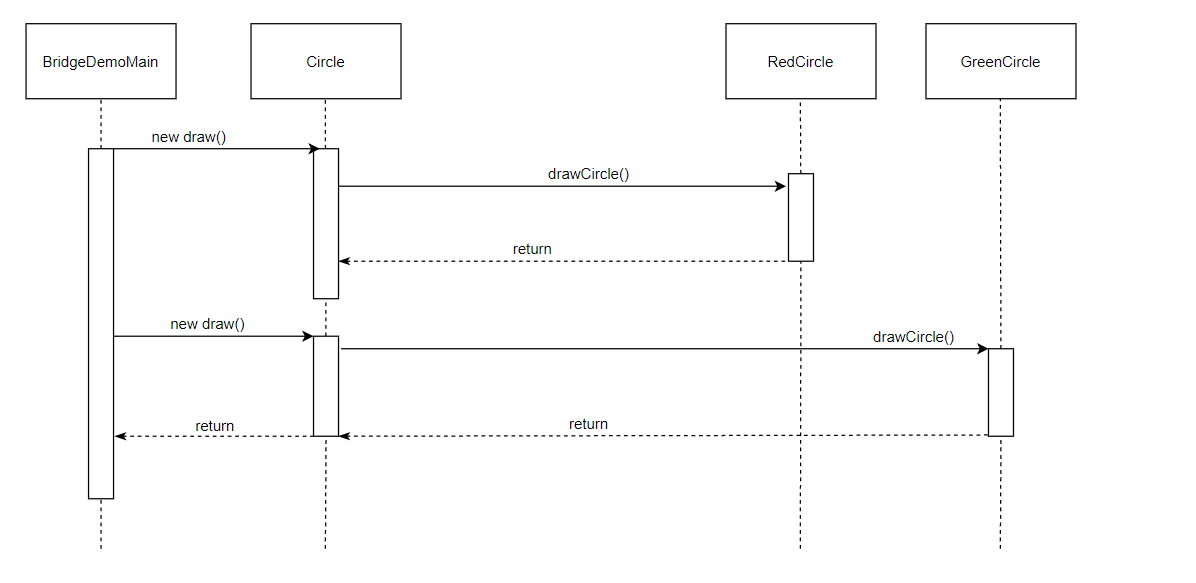 BridgeDemoMain
Circle
RedCircle
GreenCircle
new draw()
drawCircle()
return
new draw()
drawCircle()
return
return